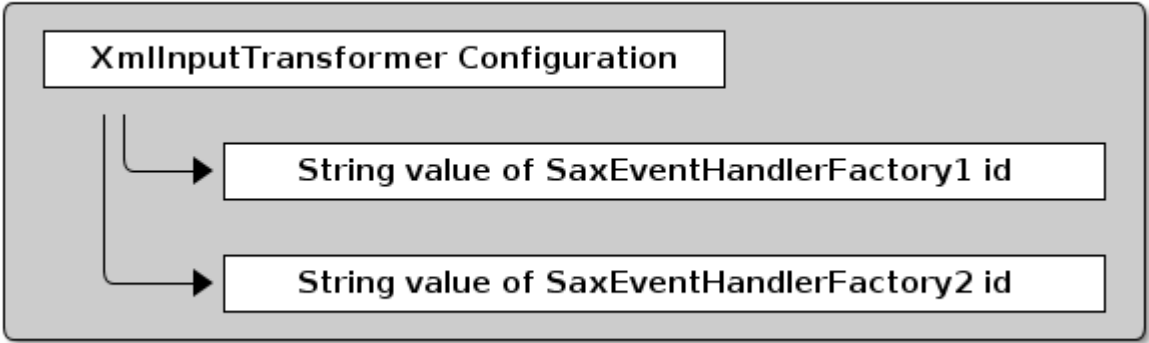 XmlInputTransformer Configuration
String value of SaxEventHandlerFactory1 id
String value of SaxEventHandlerFactory2 id